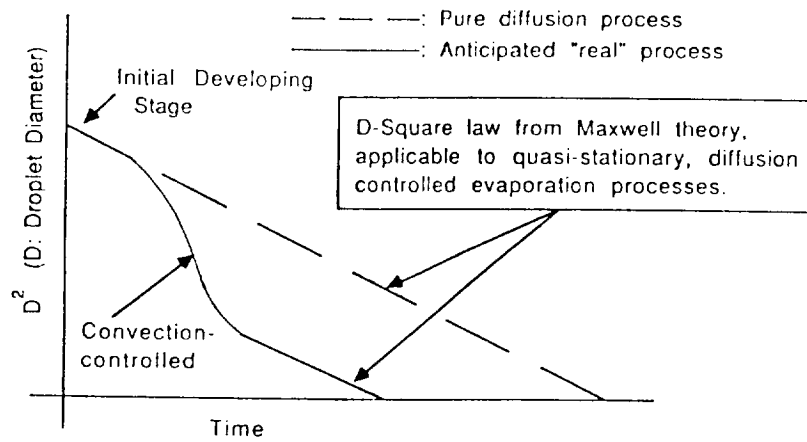 : Pure diffusion process
: Anticipated "real" process
Initial Developing
Stage
D-Square law from Maxwell theory,
applicable to quasi-stationary, diffusion
controlled evaporation processes.
D² (D: Droplet Diameter)
Convection-
controlled
Time